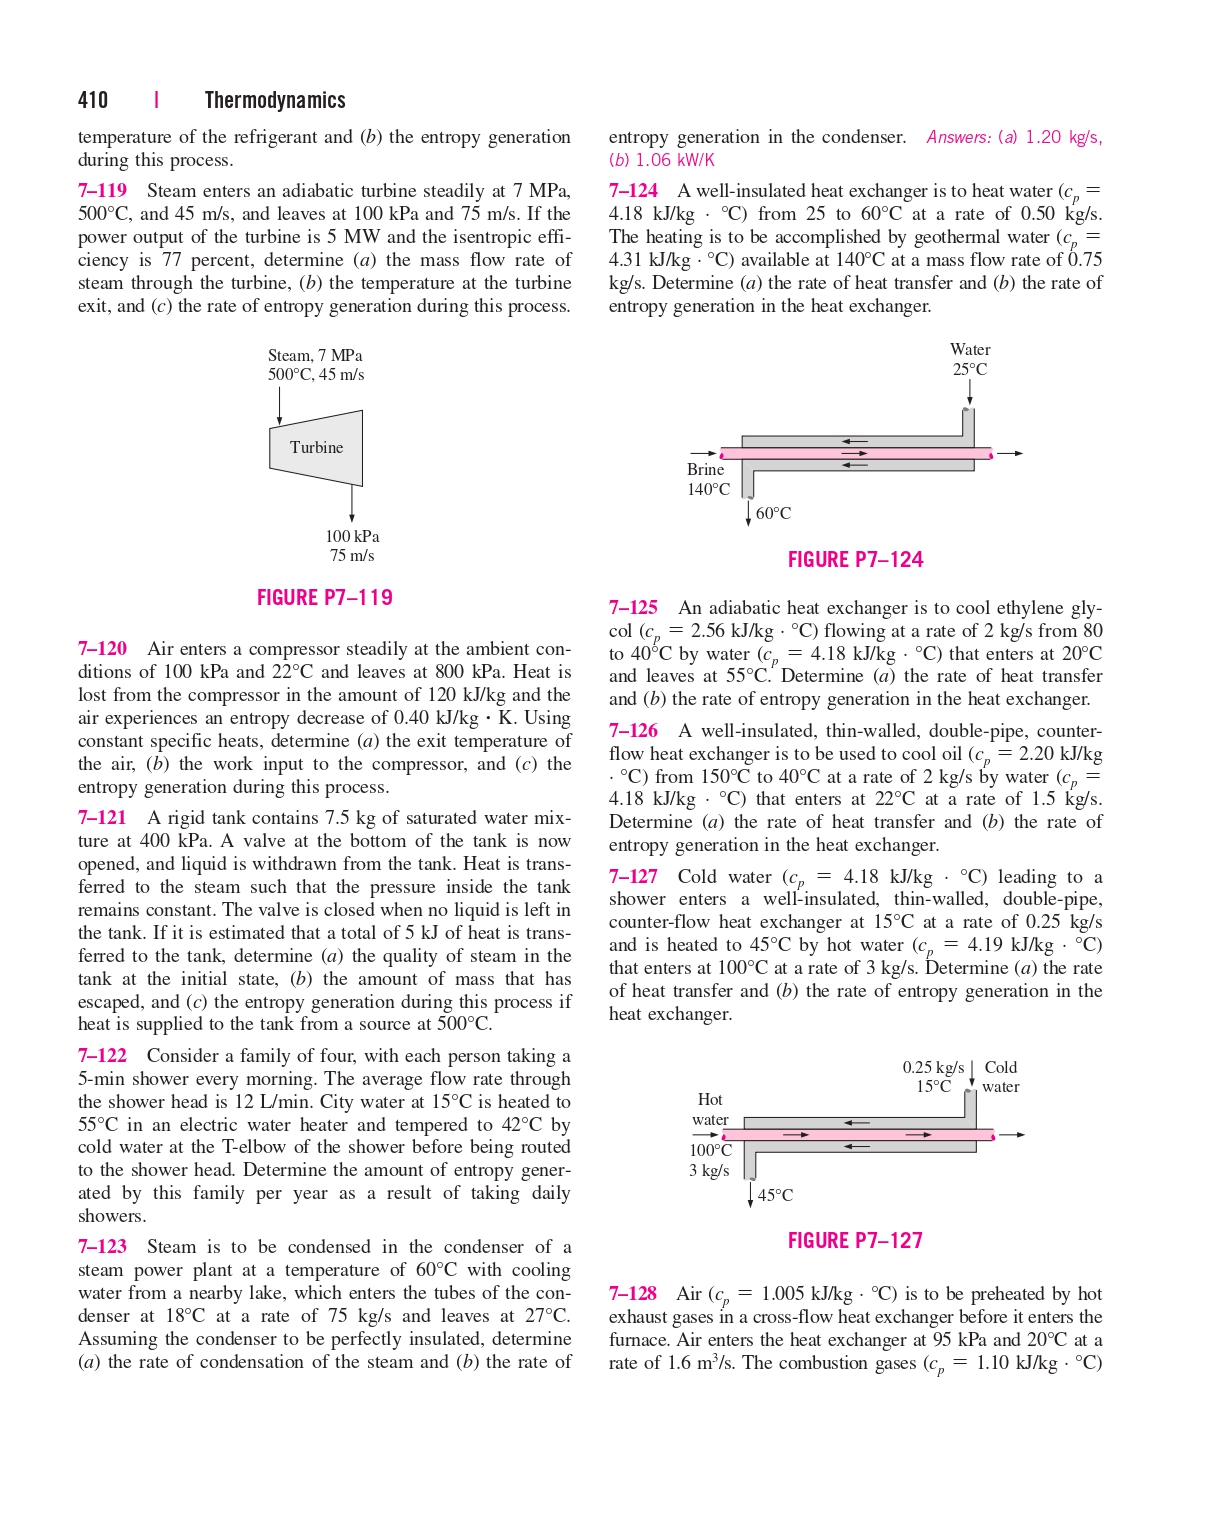 410 | Thermodynamics
temperature of the refrigerant and (b) the entropy generation
during this process.
7–119 Steam enters an adiabatic turbine steadily at 7 MPa,
500°C, and 45 m/s, and leaves at 100 kPa and 75 m/s. If the
power output of the turbine is 5 MW and the isentropic effi-
ciency is 77 percent, determine (a) the mass flow rate of
steam through the turbine, (b) the temperature at the turbine
exit, and (c) the rate of entropy generation during this process.
Steam, 7 MPa
500°C, 45 m/s
Turbine
100 kPa
75 m/s
FIGURE P7–119
7–120 Air enters a compressor steadily at the ambient con-
ditions of 100 kPa and 22°C and leaves at 800 kPa. Heat is
lost from the compressor in the amount of 120 kJ/kg and the
air experiences an entropy decrease of 0.40 kJ/kg · K. Using
constant specific heats, determine (a) the exit temperature of
the air, (b) the work input to the compressor, and (c) the
entropy generation during this process.
7–121 A rigid tank contains 7.5 kg of saturated water mix-
ture at 400 kPa. A valve at the bottom of the tank is now
opened, and liquid is withdrawn from the tank. Heat is trans-
ferred to the steam such that the pressure inside the tank
remains constant. The valve is closed when no liquid is left in
the tank. If it is estimated that a total of 5 kJ of heat is trans-
ferred to the tank, determine (a) the quality of steam in the
tank at the initial state, (b) the amount of mass that has
escaped, and (c) the entropy generation during this process if
heat is supplied to the tank from a source at 500°C.
7–122 Consider a family of four, with each person taking a
5-min shower every morning. The average flow rate through
the shower head is 12 L/min. City water at 15°C is heated to
55°C in an electric water heater and tempered to 42°C by
cold water at the T-elbow of the shower before being routed
to the shower head. Determine the amount of entropy gener-
ated by this family per year as a result of taking daily
showers.
7–123 Steam is to be condensed in the condenser of a
steam power plant at a temperature of 60°C with cooling
water from a nearby lake, which enters the tubes of the con-
denser at 18°C at a rate of 75 kg/s and leaves at 27°C.
Assuming the condenser to be perfectly insulated, determine
(a) the rate of condensation of the steam and (b) the rate of
entropy generation in the condenser. Answers: (a) 1.20 kg/s,
(b) 1.06 kW/K
7–124 A well-insulated heat exchanger is to heat water (cp =
4.18 kJ/kg · °C) from 25 to 60°C at a rate of 0.50 kg/s.
The heating is to be accomplished by geothermal water (cp =
4.31 kJ/kg · °C) available at 140°C at a mass flow rate of 0.75
kg/s. Determine (a) the rate of heat transfer and (b) the rate of
entropy generation in the heat exchanger.
Water
25°C
Brine
140°C
60°C
FIGURE P7–124
7–125 An adiabatic heat exchanger is to cool ethylene gly-
col (cp = 2.56 kJ/kg · °C) flowing at a rate of 2 kg/s from 80
to 40°C by water (cp = 4.18 kJ/kg · °C) that enters at 20°C
and leaves at 55°C. Determine (a) the rate of heat transfer
and (b) the rate of entropy generation in the heat exchanger.
7–126 A well-insulated, thin-walled, double-pipe, counter-
flow heat exchanger is to be used to cool oil (cp = 2.20 kJ/kg
· °C) from 150°C to 40°C at a rate of 2 kg/s by water (cp =
4.18 kJ/kg · °C) that enters at 22°C at a rate of 1.5 kg/s.
Determine (a) the rate of heat transfer and (b) the rate of
entropy generation in the heat exchanger.
7–127 Cold water (cp = 4.18 kJ/kg · °C) leading to a
shower enters a well-insulated, thin-walled, double-pipe,
counter-flow heat exchanger at 15°C at a rate of 0.25 kg/s
and is heated to 45°C by hot water (cp = 4.19 kJ/kg · °C)
that enters at 100°C at a rate of 3 kg/s. Determine (a) the rate
of heat transfer and (b) the rate of entropy generation in the
heat exchanger.
0.25 kg/s Cold
15°C water
Hot
water
100°C
3 kg/s
45°C
FIGURE P7–127
7–128 Air (cp = 1.005 kJ/kg · °C) is to be preheated by hot
exhaust gases in a cross-flow heat exchanger before it enters the
furnace. Air enters the heat exchanger at 95 kPa and 20°C at a
rate of 1.6 m³/s. The combustion gases (cp = 1.10 kJ/kg · °C)